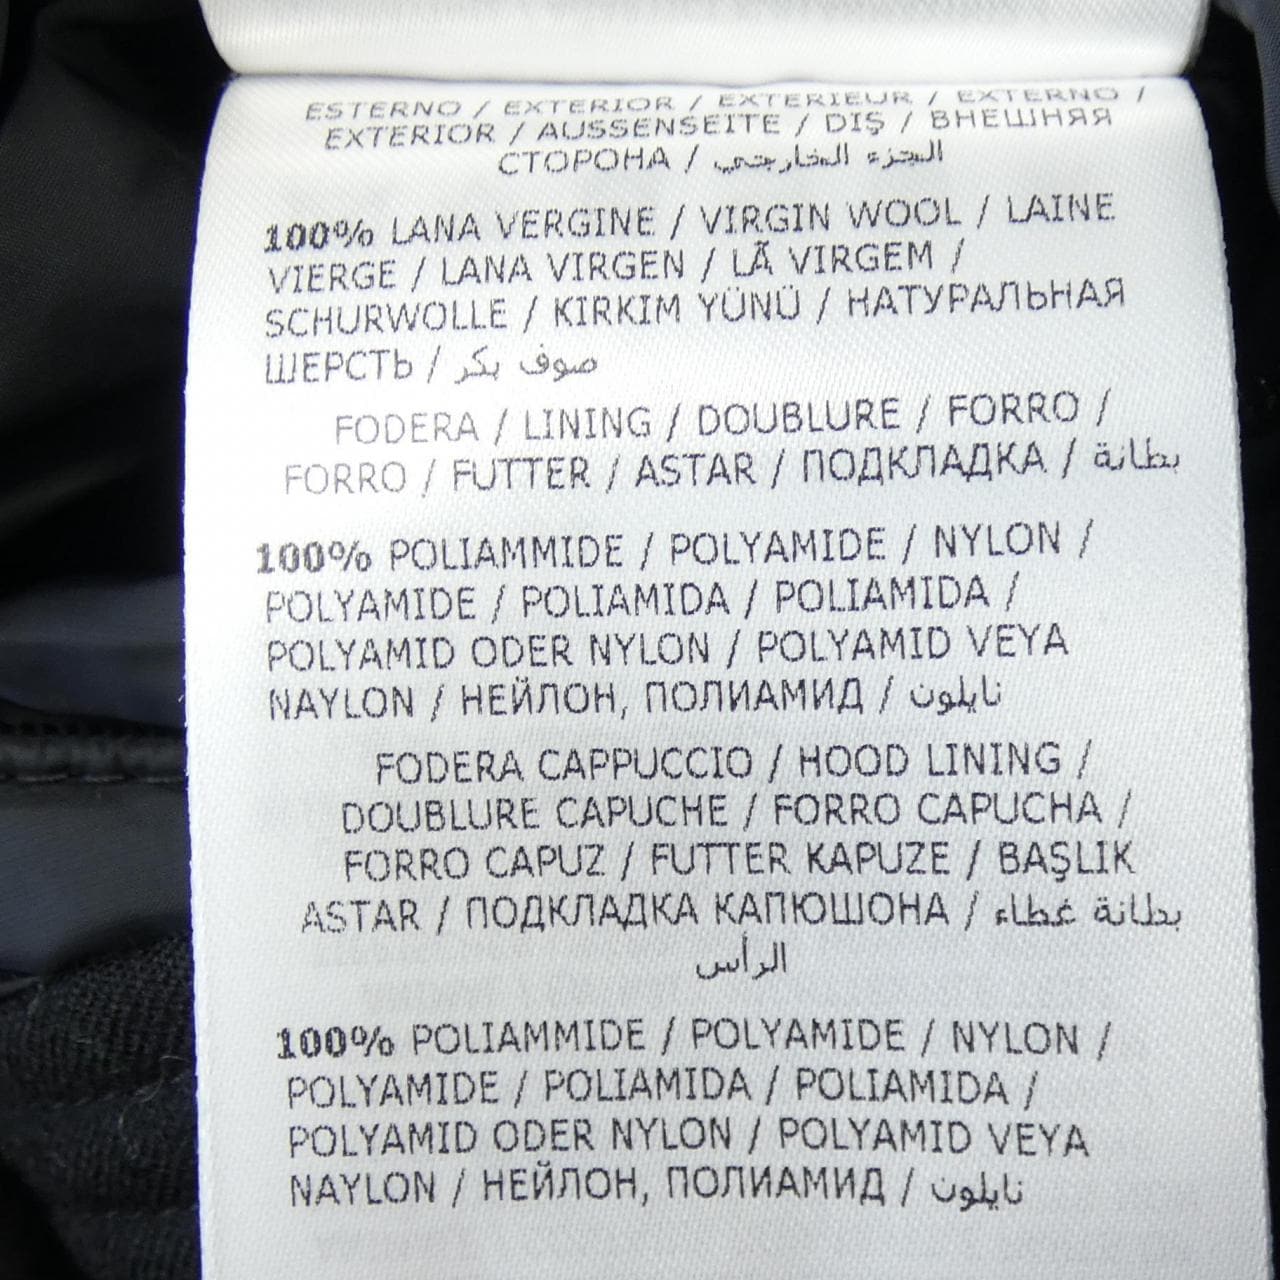 ESTERNO / EXTERIOR / EXTERIEUR / EXTERNO /
EXTERIOR / AUSSENSEITE / DIŞ / ВНЕШНЯЯ
СТОРОНА / الجزء الخارجي
100% LANA VERGINE / VIRGIN WOOL / LAINE
VIERGE / LANA VIRGEN / LÃ VIRGEM /
SCHURWOLLE / KIRKIM YÜNÜ / НАТУРАЛЬНАЯ
ШЕРСТЬ / صوف بكر
FODERA / LINING / DOUBLURE / FORRO /
FORRO / FUTTER / ASTAR / ПОДКЛАДКА / بطانة
100% POLIAMMIDE / POLYAMIDE / NYLON /
POLYAMIDE / POLIAMIDA / POLIAMIDA /
POLYAMID ODER NYLON / POLYAMID VEYA
NAYLON / НЕЙЛОН, ПОЛИАМИД / نايلون
FODERA CAPPUCCIO / HOOD LINING /
DOUBLURE CAPUCHE / FORRO CAPUCHA /
FORRO CAPUZ / FUTTER KAPUZE / BAŞLIK
ASTAR / ПОДКЛАДКА КАПЮШОНА / بطانة غطاء
الرأس
100% POLIAMMIDE / POLYAMIDE / NYLON /
POLYAMIDE / POLIAMIDA / POLIAMIDA /
POLYAMID ODER NYLON / POLYAMID VEYA
NAYLON / НЕЙЛОН, ПОЛИАМИД / نايلون